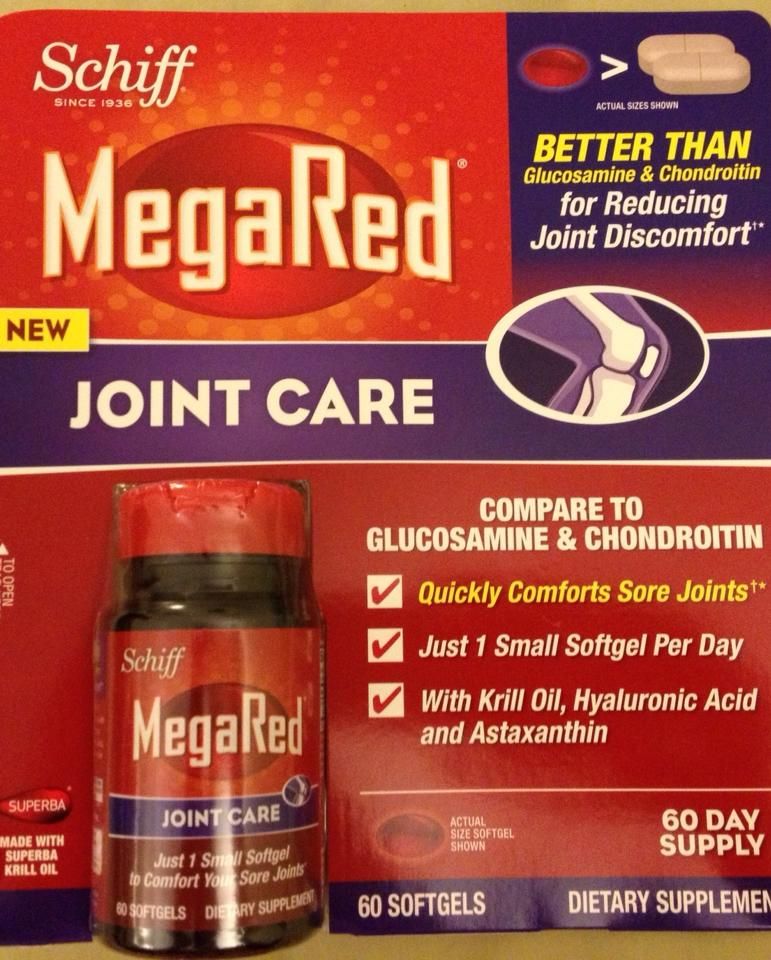 Schiff
SINCE 1936
MegaRed®
>
ACTUAL SIZES SHOWN
BETTER THAN
Glucosamine & Chondroitin
for Reducing
Joint Discomfort†*
NEW
JOINT CARE
COMPARE TO
GLUCOSAMINE & CHONDROITIN
Quickly Comforts Sore Joints†*
Just 1 Small Softgel Per Day
With Krill Oil, Hyaluronic Acid
and Astaxanthin
TO OPEN
Schiff
MegaRed
JOINT CARE
Just 1 Small Softgel
to Comfort Your Sore Joints
60 SOFTGELS DIETARY SUPPLEMENT
SUPERBA
MADE WITH
SUPERBA
KRILL OIL
ACTUAL
SIZE SOFTGEL
SHOWN
60 DAY
SUPPLY
60 SOFTGELS
DIETARY SUPPLEMEN